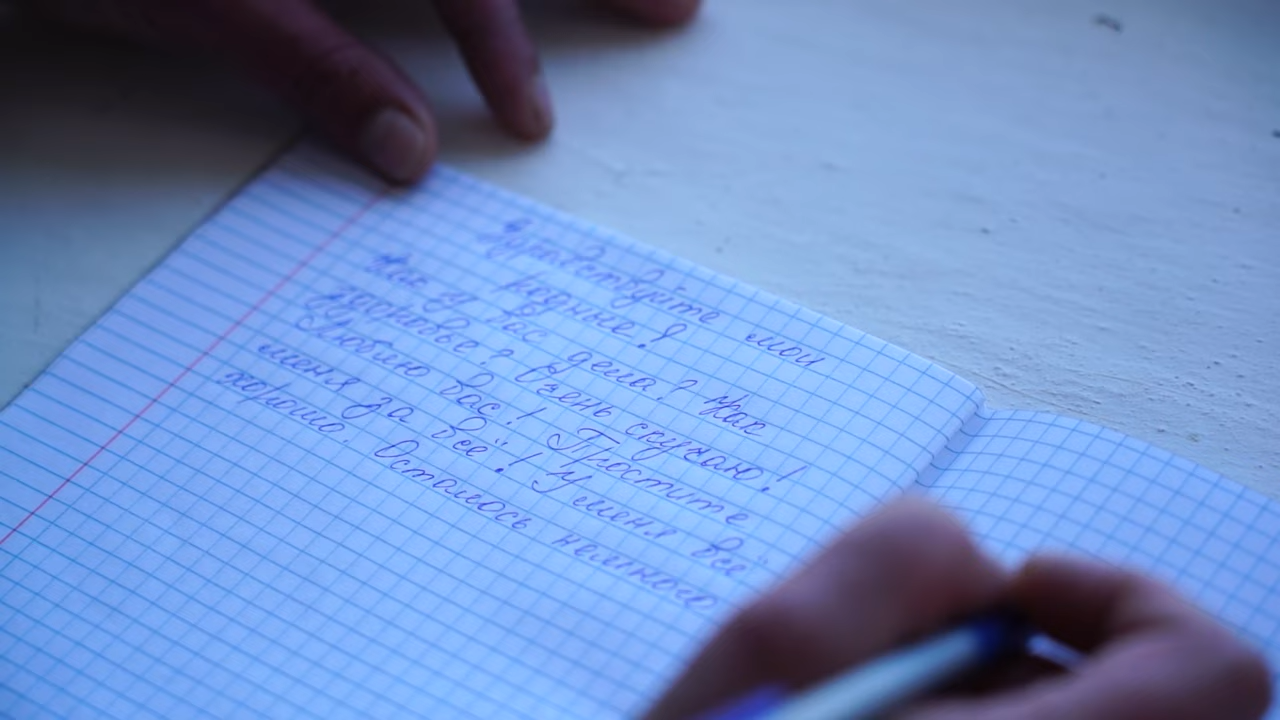 Здравствуйте мои
родные!
Как у вас дела? Как
здоровье? Очень скучаю!
Люблю вас! Простите
меня за всё! У меня всё
хорошо. Осталось немного